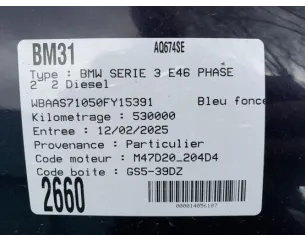 BM31 AQ674SE
Type : BMW SERIE 3 E46 PHASE
2 2 Diesel
WBAAS71050FY15391 Bleu fonce
Kilometrage : 530000
Entree : 12/02/2025
Provenance : Particulier
Code moteur : M47D20_204D4
Code boite : GS5-39DZ
2660